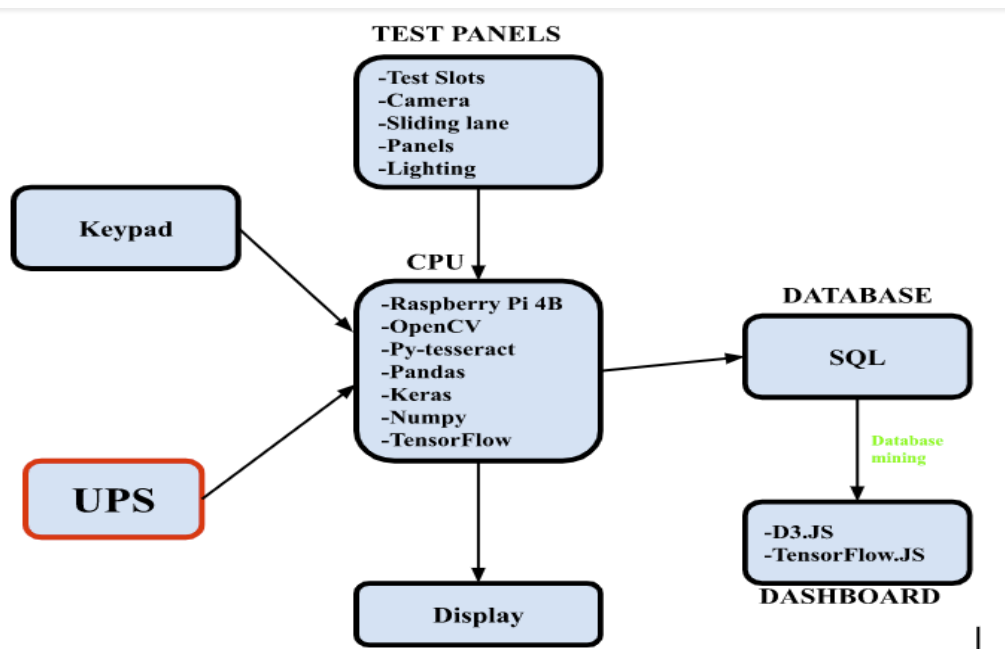 TEST PANELS
-Test Slots
-Camera
-Sliding lane
-Panels
-Lighting
Keypad
CPU
-Raspberry Pi 4B
-OpenCV
-Py-tesseract
-Pandas
-Keras
-Numpy
-TensorFlow
DATABASE
SQL
Database
mining
UPS
-D3.JS
-TensorFlow.JS
DASHBOARD
Display